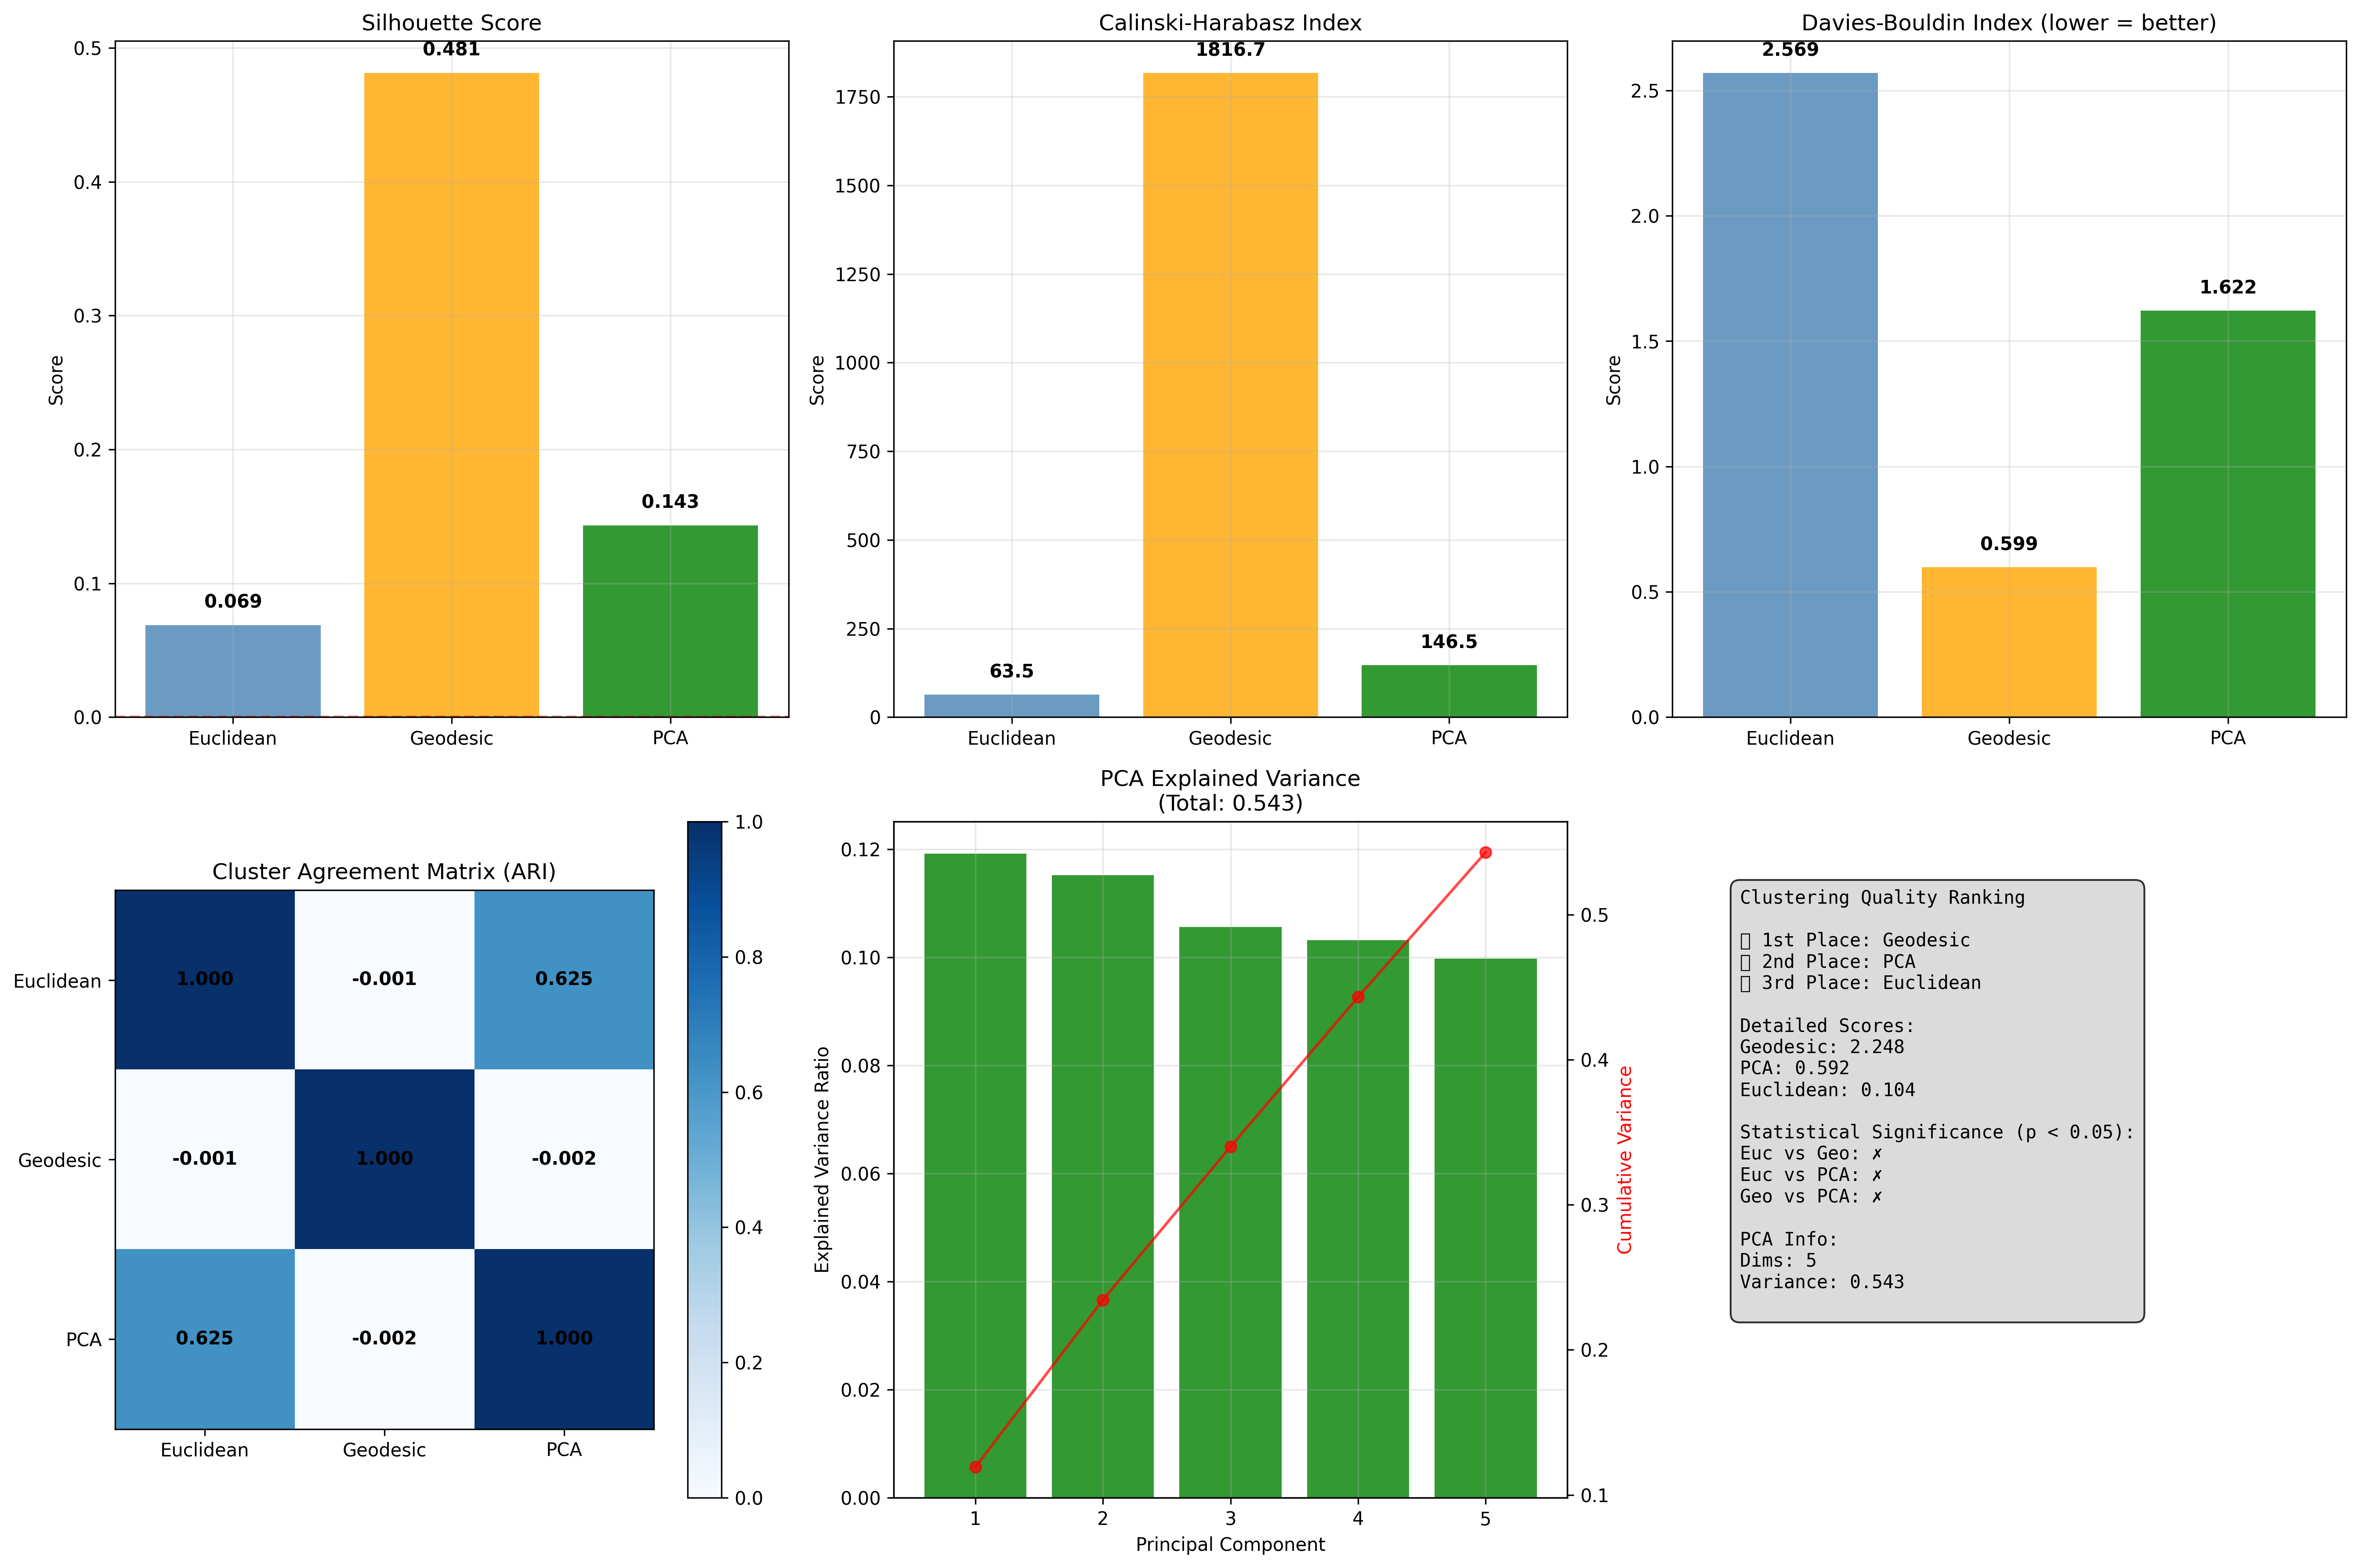 Silhouette Score
0.5
0.4
0.3
0.2
0.1
0.0
Score
0.069
0.481
0.143
Euclidean
Geodesic
PCA
Calinski-Harabasz Index
1750
1500
1250
1000
750
500
250
0
Score
63.5
1816.7
146.5
Euclidean
Geodesic
PCA
Davies-Bouldin Index (lower = better)
2.5
2.0
1.5
1.0
0.5
0.0
Score
2.569
0.599
1.622
Euclidean
Geodesic
PCA
Cluster Agreement Matrix (ARI)
Euclidean
1.000 -0.001 0.625
Geodesic
-0.001 1.000 -0.002
PCA
0.625 -0.002 1.000
Euclidean
Geodesic
PCA
1.0
0.8
0.6
0.4
0.2
0.0
PCA Explained Variance
(Total: 0.543)
0.12
0.10
0.08
0.06
0.04
0.02
0.00
Explained Variance Ratio
1
2
3
4
5
Principal Component
0.5
0.4
0.3
0.2
0.1
Cumulative Variance
Clustering Quality Ranking
1st Place: Geodesic
2nd Place: PCA
3rd Place: Euclidean
Detailed Scores:
Geodesic: 2.248
PCA: 0.592
Euclidean: 0.104
Statistical Significance (p < 0.05):
Euc vs Geo: ✗
Euc vs PCA: ✗
Geo vs PCA: ✗
PCA Info:
Dims: 5
Variance: 0.543